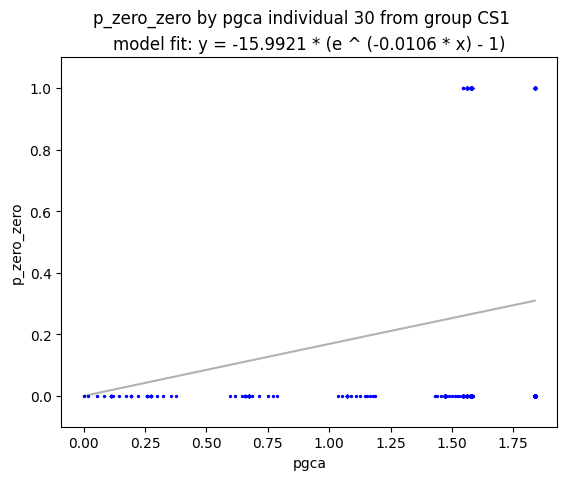 p_zero_zero by pgca individual 30 from group CS1
model fit: y = -15.9921 * (e ^ (-0.0106 * x) - 1)
1.0
0.8
0.6
0.4
0.2
0.0
p_zero_zero
0.00 0.25 0.50 0.75 1.00 1.25 1.50 1.75
pgca